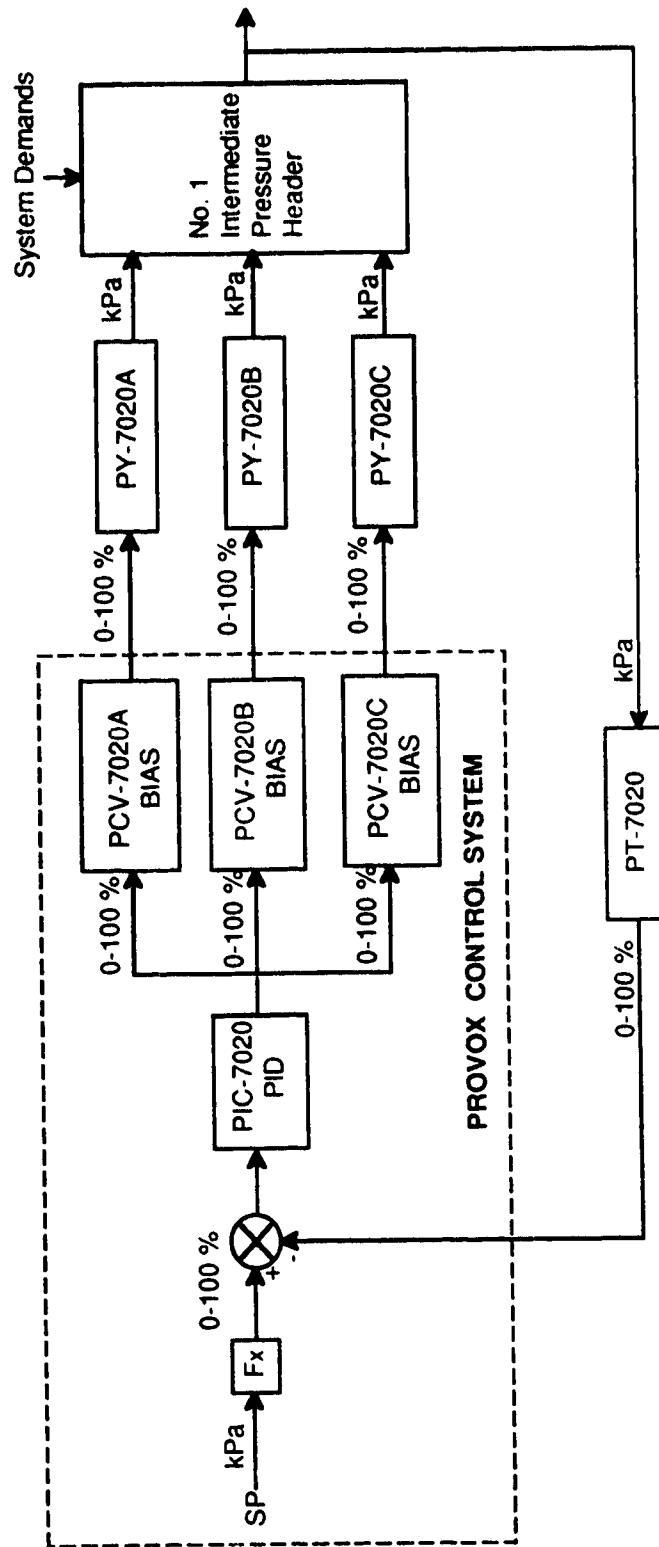 System Demands
No. 1
Intermediate
Pressure
Header
kPa
kPa
kPa
PY-7020A
PY-7020B
PY-7020C
0-100 %
0-100 %
0-100 %
PCV-7020A
BIAS
PCV-7020B
BIAS
PCV-7020C
BIAS
0-100 %
0-100 %
0-100 %
PIC-7020
PID
PROVOX CONTROL SYSTEM
0-100 %
+
-
Fx
kPa
SP
kPa
PT-7020
0-100 %